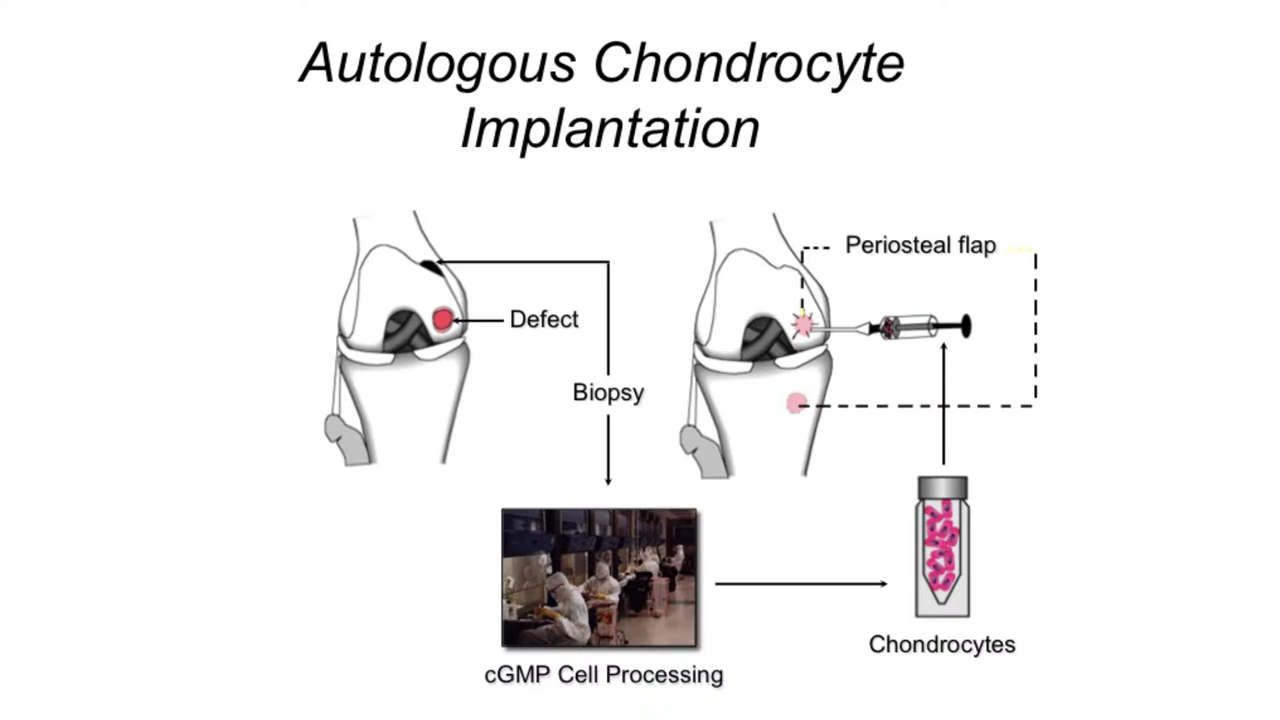 Autologous Chondrocyte
Implantation
Periosteal flap
Defect
Biopsy
Chondrocytes
cGMP Cell Processing